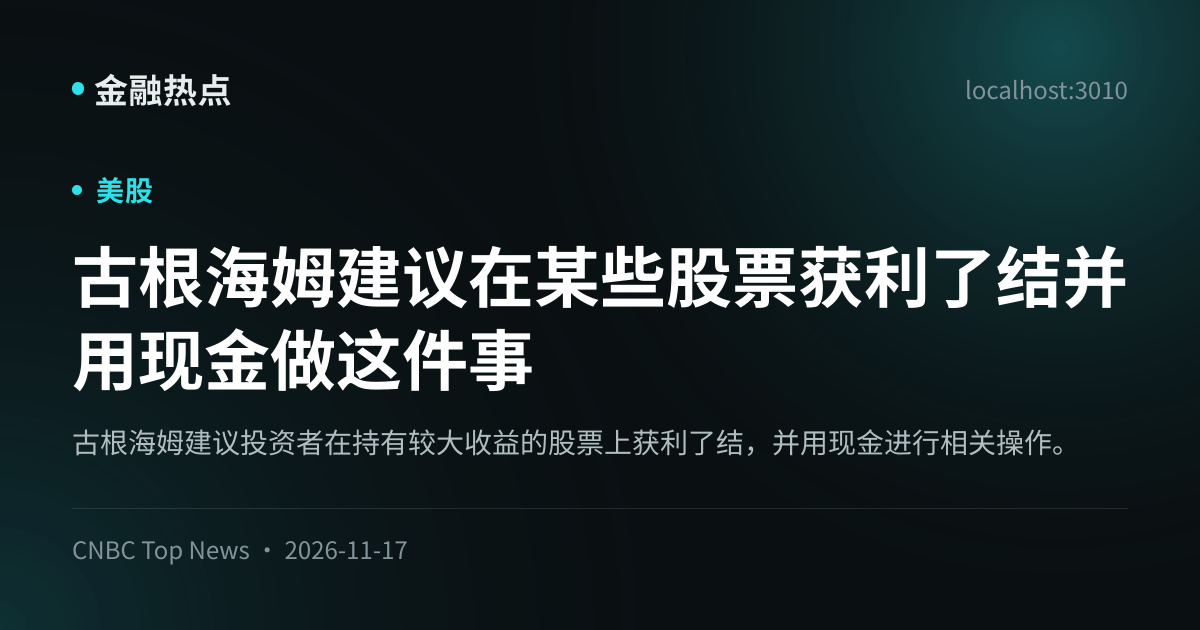 金融热点
localhost:3010
美股
古根海姆建议在某些股票获利了结并
用现金做这件事
古根海姆建议投资者在持有较大收益的股票上获利了结，并用现金进行相关操作。
CNBC Top News · 2026-11-17